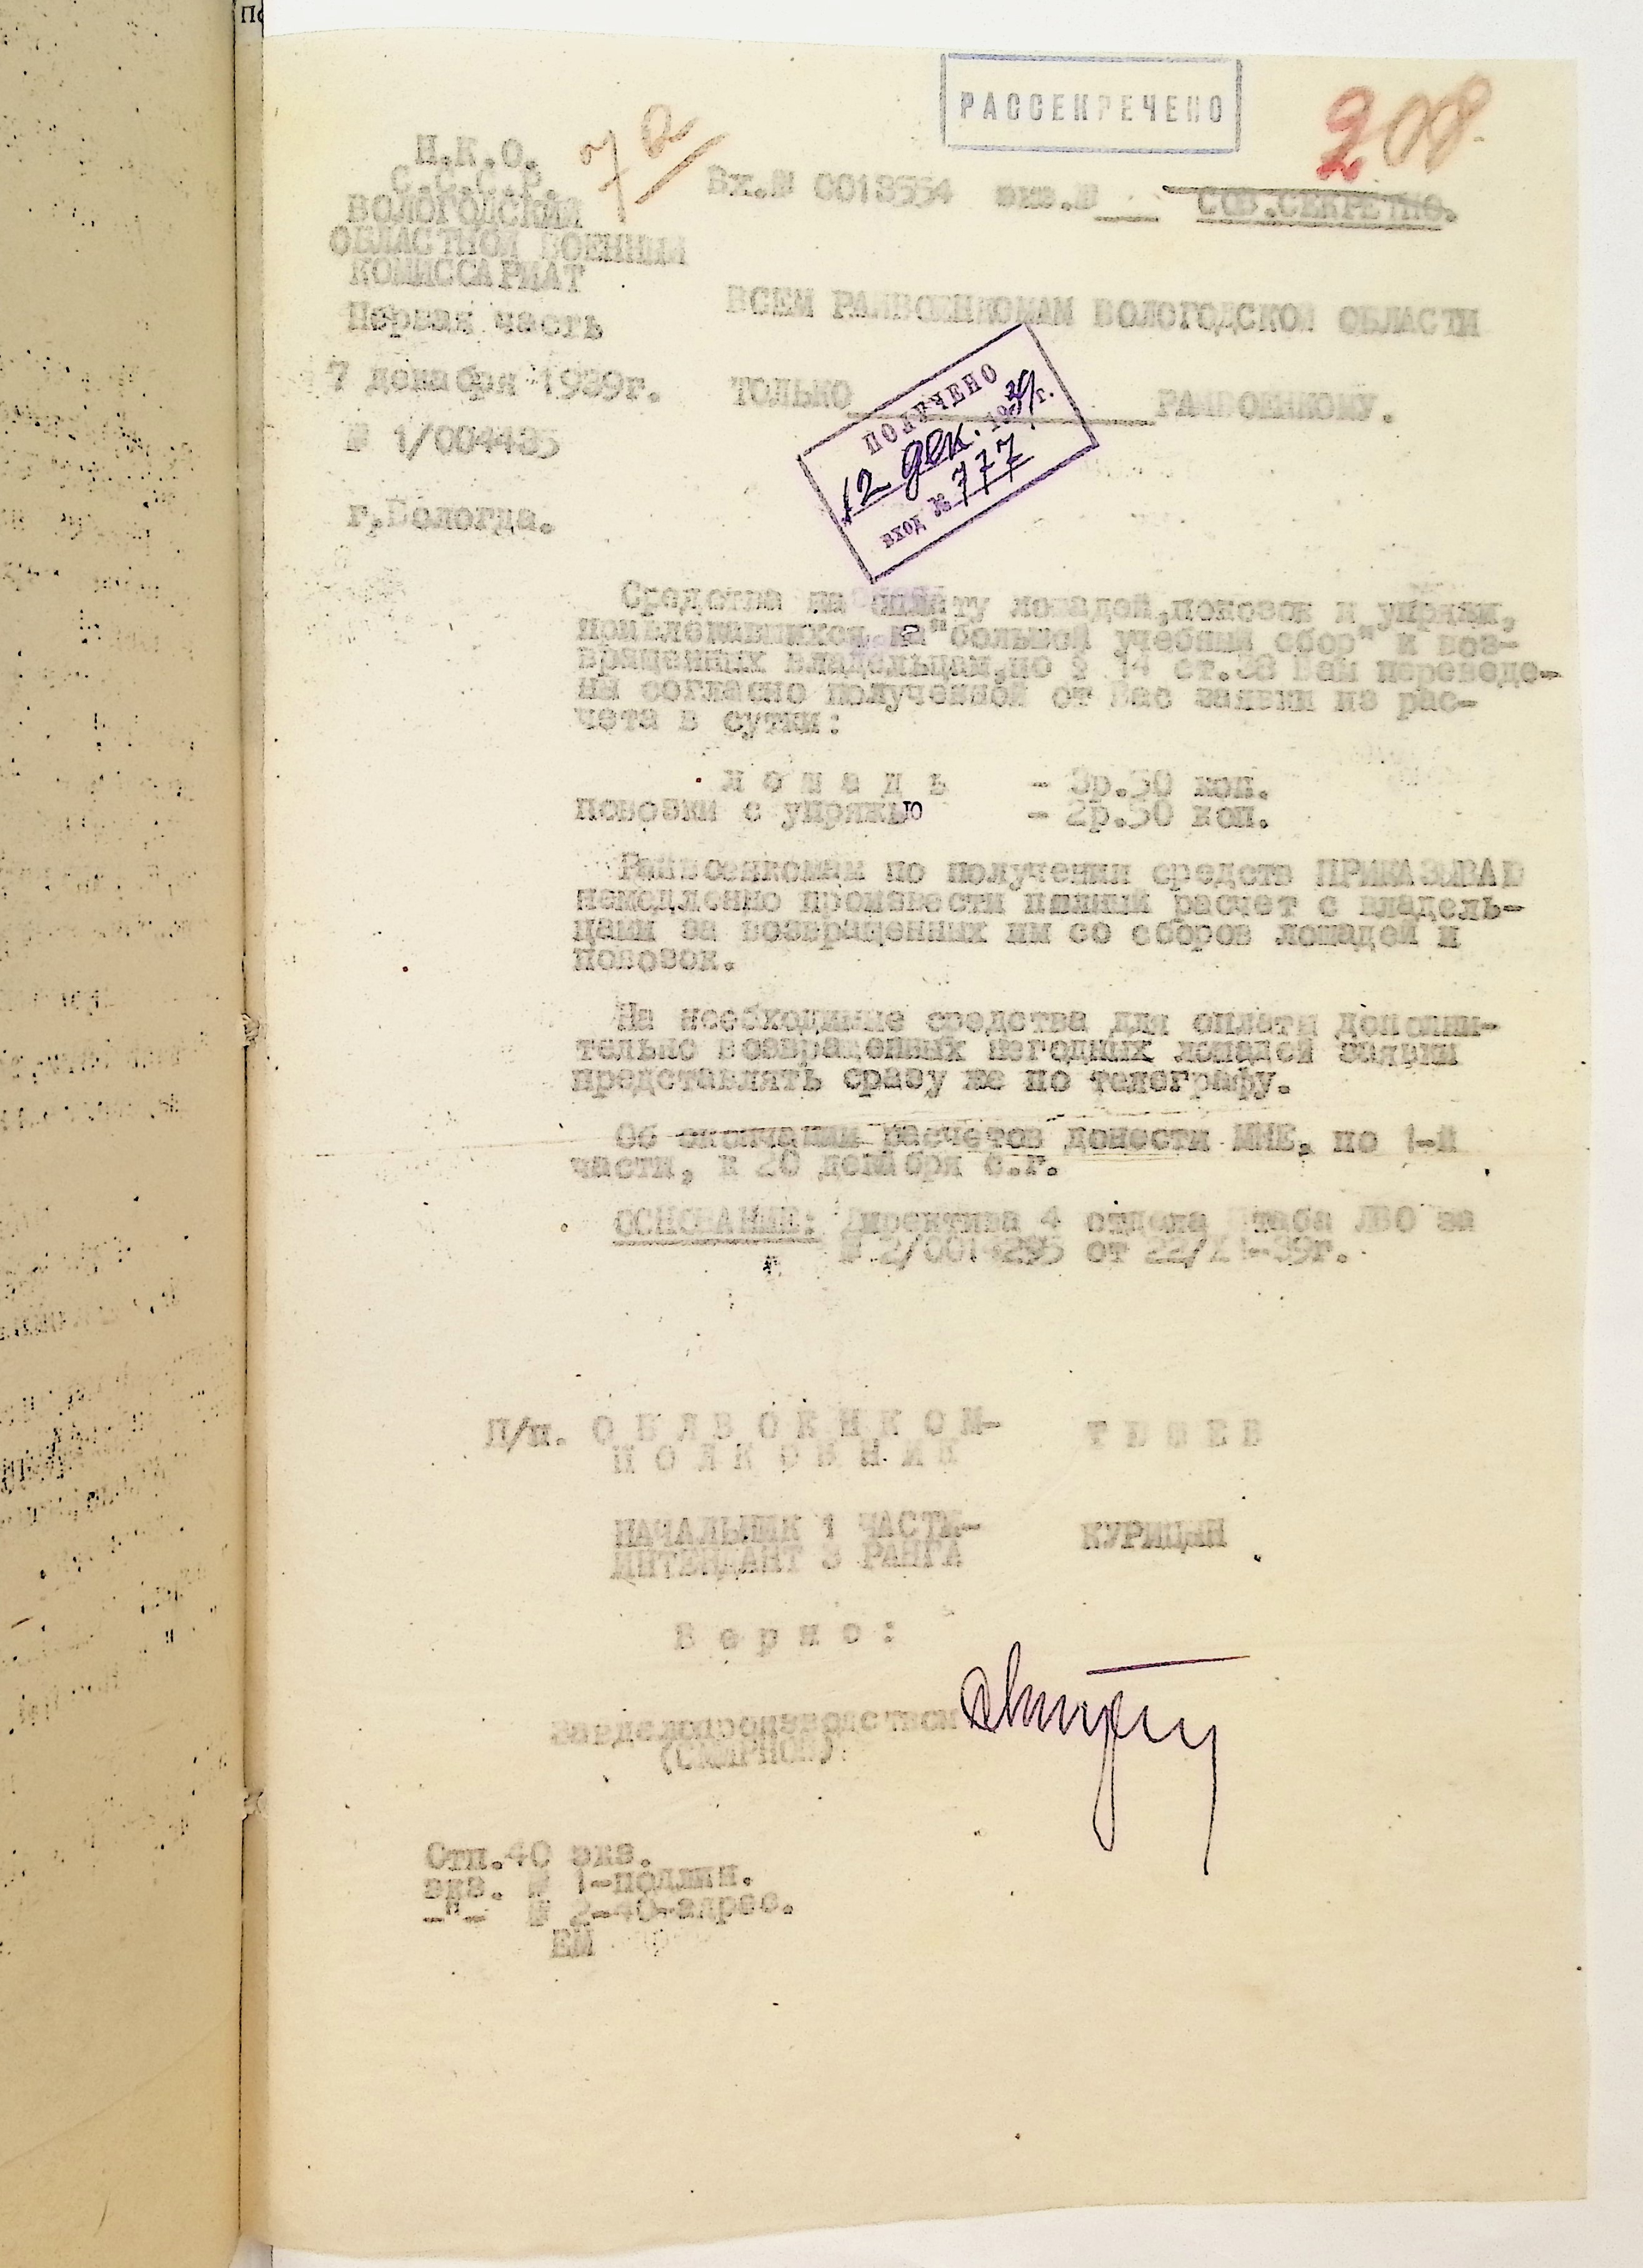 РАССЕКРЕЧЕНО
208
Н.К.О.
С.С.С.Р.
ВОЛОГОДСКИЙ
ОБЛАСТНОЙ ВОЕННЫЙ
КОМИССАРИАТ
Первая часть
7 декабря 1939г.
№ 1/004435
г.Вологда.
Вх.№ 0013554 экз.№___ СОВ.СЕКРЕТНО.
ВСЕМ РАЙВОЕНКОМАМ ВОЛОГОДСКОЙ ОБЛАСТИ
ТОЛЬКО РАЙВОЕНКОМУ.
ПОЛУЧЕНО
12 дек. 1939г.
ВХОД № 777
Средства на оплату лошадей,повозок и упряжи,
привлекавшихся на "большой учебный сбор" и воз-
вращенных владельцам,по § 14 ст.38 Вам переведе-
ны согласно полученной от Вас заявки из рас-
чета в сутки:
л о ш а д ь - 3р.50 коп.
повозки с упряжью - 2р.50 коп.
Райвоенкомам по получении средств ПРИКАЗЫВАЮ
немедленно произвести полный расчет с владель-
цами за возвращенных им со сборов лошадей и
повозок.
На необходимые средства для оплаты дополни-
тельно возвращенных негодных лошадей заявки
представлять сразу же по телеграфу.
Об окончании расчетов донести МНЕ, по 1-й
части, к 20 декабря с.г.
ОСНОВАНИЕ: Директива 4 отдела Штаба ЛВО за
№ 2/0014295 от 22/XI-39г.
П/п. О Б Л В О Е Н К О М-
П О Л К О В Н И К
НАЧАЛЬНИК 1 ЧАСТИ-
ИНТЕНДАНТ 3 РАНГА КУРИЦЫН
В е р н о :
Завделопроизводством
(СМИРНОВ)
Отп.40 экз.
экз. № 1-подлин.
-"- № 2-40-адрес.
ЕМ